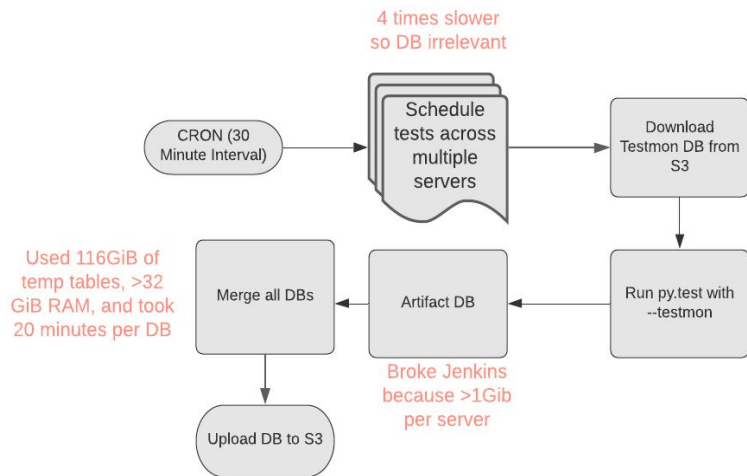 4 times slower
so DB irrelevant
CRON (30
Minute Interval)
Schedule
tests across
multiple
servers
Download
Testmon DB from
S3
Used 116GiB of
temp tables, >32
GiB RAM, and took
20 minutes per DB
Merge all DBs
Artifact DB
Run py.test with
--testmon
Broke Jenkins
because >1Gib
per server
Upload DB to S3